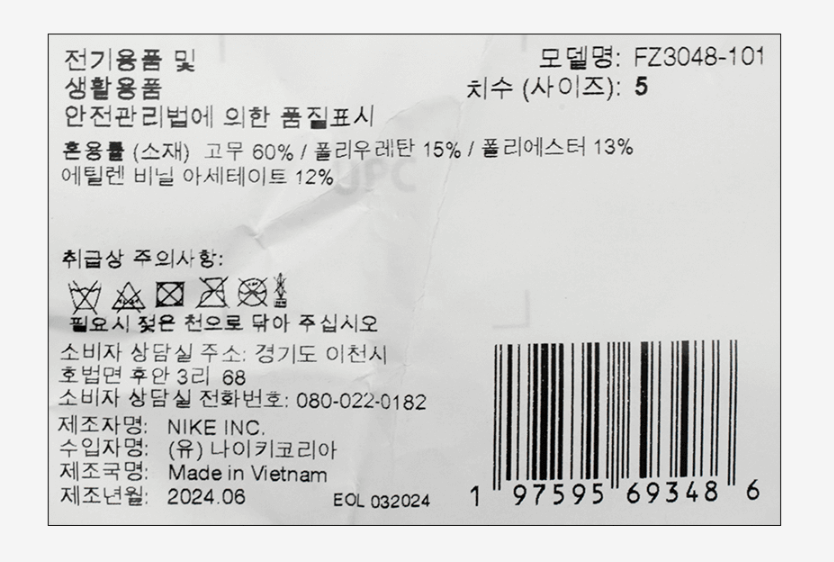 전기용품 및
생활용품
안전관리법에 의한 품질표시
모델명: FZ3048-101
치수 (사이즈): 5
혼용률 (소재) 고무 60% / 폴리우레탄 15% / 폴리에스터 13%
에틸렌 비닐 아세테이트 12%
UPC
취급상 주의사항:
필요시 젖은 천으로 닦아 주십시오
소비자 상담실 주소: 경기도 이천시
호법면 후안 3리 68
소비자 상담실 전화번호: 080-022-0182
제조자명: NIKE INC.
수입자명: (유) 나이키코리아
제조국명: Made in Vietnam
제조년월: 2024.06
EOL 032024
1 97595 69348 6